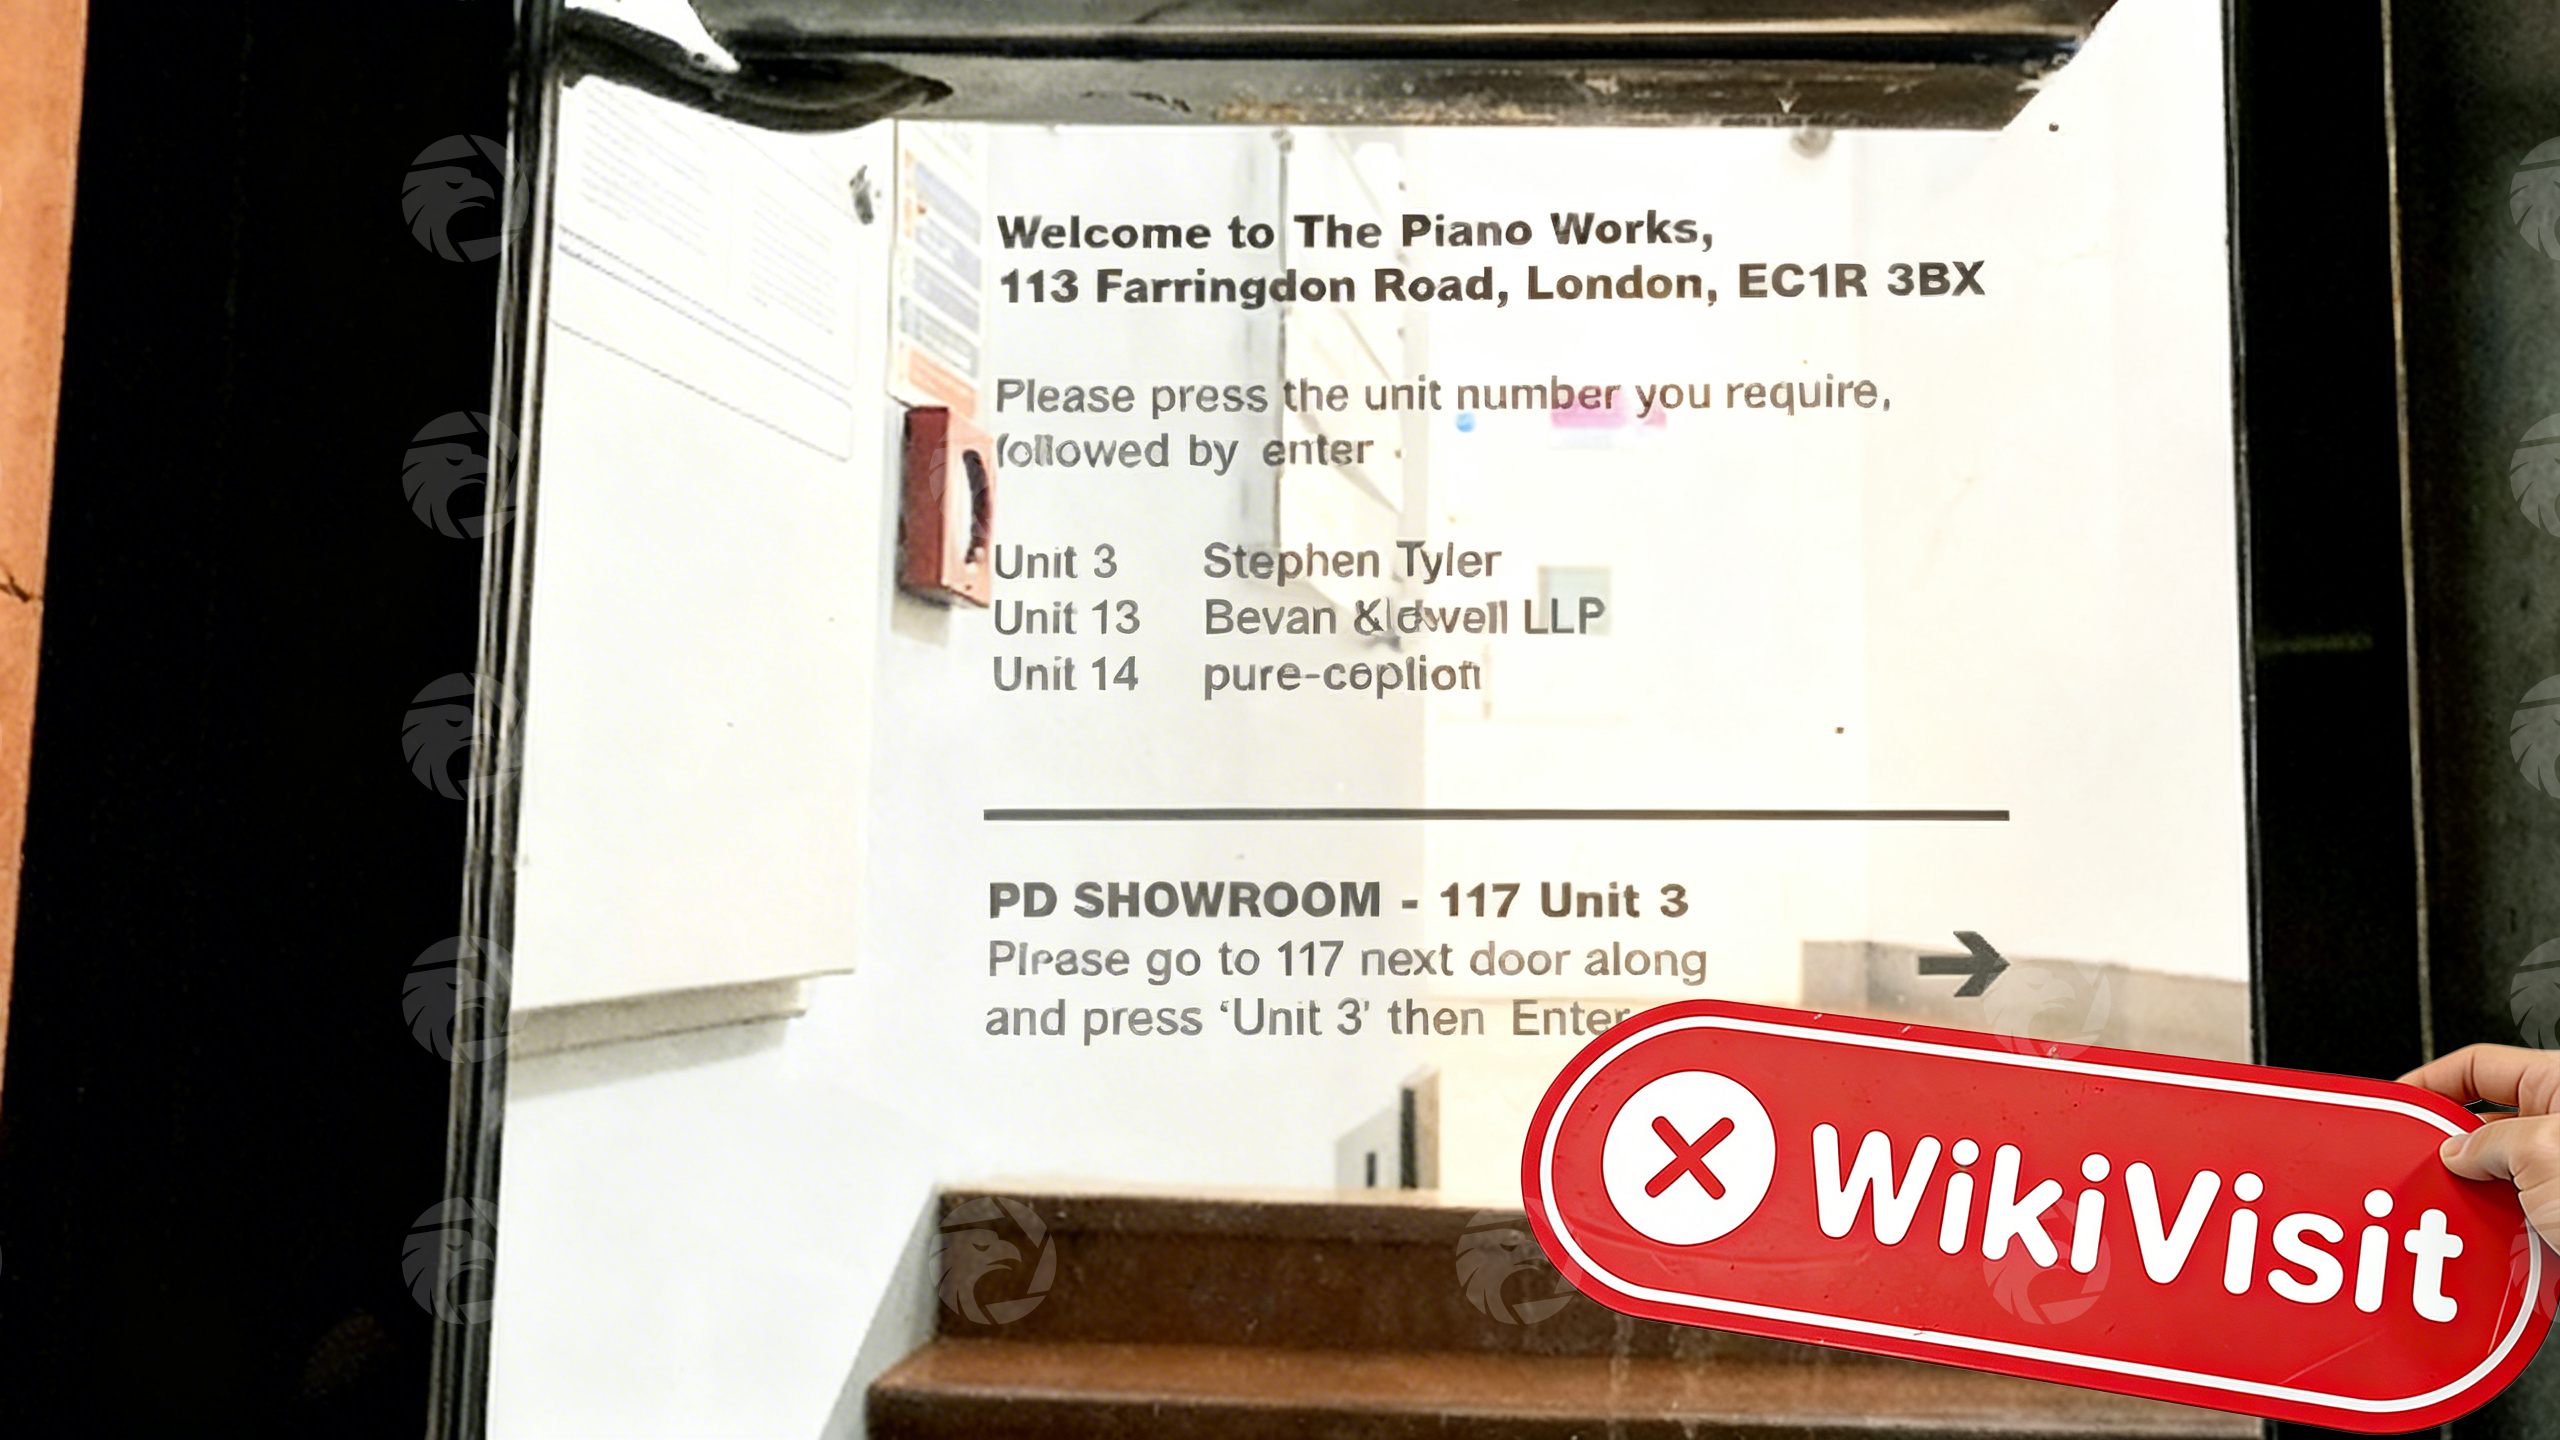 Welcome to The Piano Works,
113 Farringdon Road, London, EC1R 3BX
Please press the unit number you require,
followed by enter
Unit 3 Stephen Tyler
Unit 13 Bevan & LLP
Unit 14
PD SHOWROOM - 117 Unit 3
Please go to 117 next door along
and press ‘Unit 3’ then Enter
WikiVisit